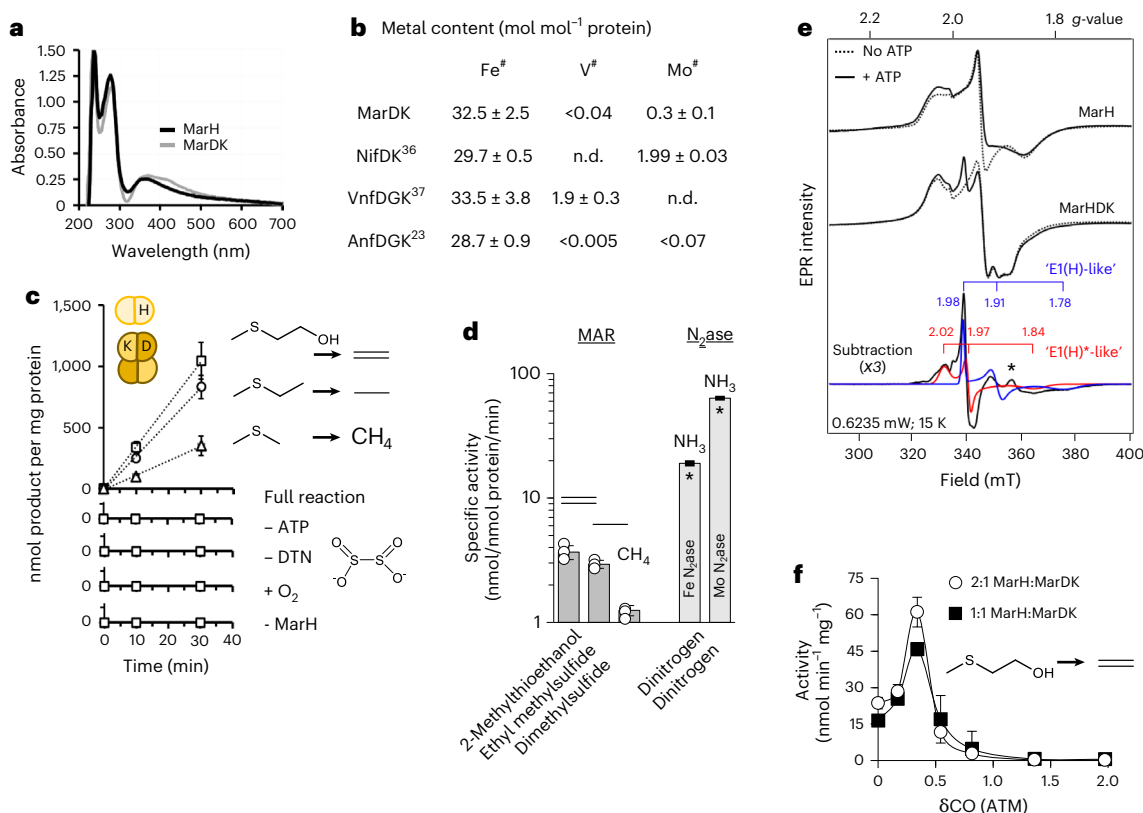 a
Absorbance
1.50
1.25
1.00
0.75
0.50
0.25
0
MarH
MarDK
200 300 400 500 600 700
Wavelength (nm)
b Metal content (mol mol⁻¹ protein)
Fe# V# Mo#
MarDK 32.5 ± 2.5 <0.04 0.3 ± 0.1
NifDK³⁶ 29.7 ± 0.5 n.d. 1.99 ± 0.03
VnfDGK³⁷ 33.5 ± 3.8 1.9 ± 0.3 n.d.
AnfDGK²³ 28.7 ± 0.9 <0.005 <0.07
c
nmol product per mg protein
1,500
1,000
500
0
H
K D
S OH
S
S CH₄
Full reaction
0 – ATP
0 – DTN
0 + O₂
0 - MarH
O O
S S
⁻O O⁻
0 10 20 30 40
Time (min)
d
MAR N₂ase
Specific activity
(nmol/nmol protein/min)
100
10
1
CH₄
NH₃
*
Fe N₂ase
NH₃
*
Mo N₂ase
2-Methylthioethanol
Ethyl methylsulfide
Dimethylsulfide
Dinitrogen
Dinitrogen
e
2.2 2.0 1.8 g-value
No ATP
+ ATP
MarH
MarHDK
EPR intensity
'E1(H)-like'
1.98 1.91 1.78
2.02 1.97 1.84
'E1(H)*-like'
Subtraction
(x3)
*
0.6235 mW; 15 K
300 320 340 360 380 400
Field (mT)
f
Activity
(nmol min⁻¹ mg⁻¹)
75
60
45
30
15
0
2:1 MarH:MarDK
1:1 MarH:MarDK
S OH
0 0.5 1.0 1.5 2.0
δCO (ATM)